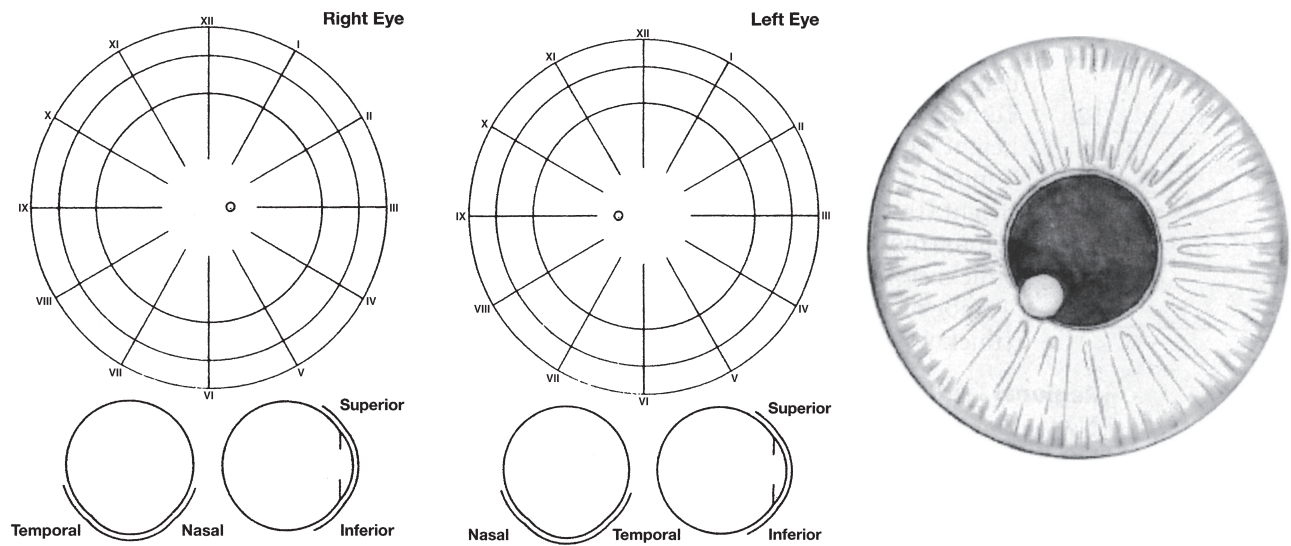 Right Eye
XII
XI
I
X
II
IX
III
VIII
IV
VII
V
VI
Superior
Temporal
Nasal
Inferior
Left Eye
XII
XI
I
X
II
IX
III
VIII
IV
VII
V
VI
Superior
Nasal
Temporal
Inferior